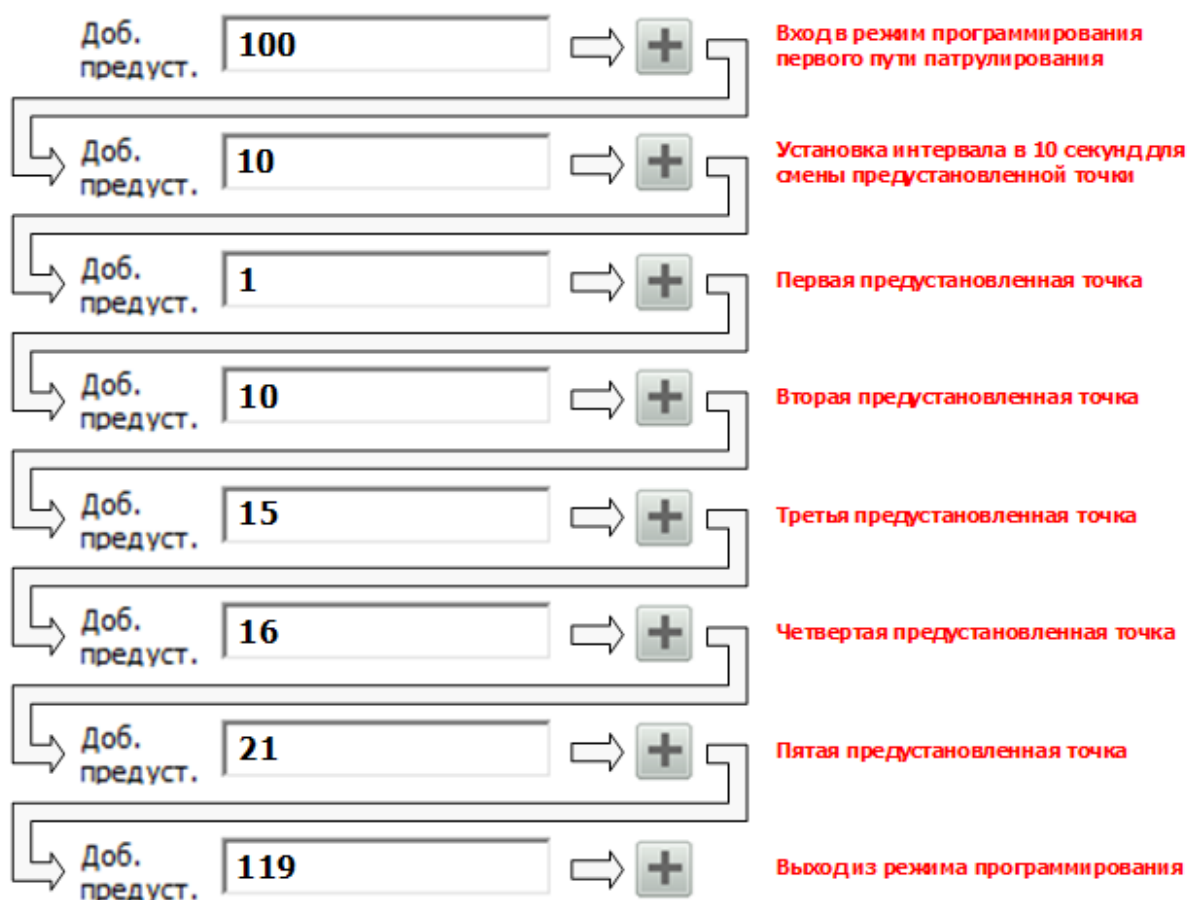 Доб.
предуст.
100
Вход в режим программирования
первого пути патрулирования
Доб.
предуст.
10
Установка интервала в 10 секунд для
смены предустановленной точки
Доб.
предуст.
1
Первая предустановленная точка
Доб.
предуст.
10
Вторая предустановленная точка
Доб.
предуст.
15
Третья предустановленная точка
Доб.
предуст.
16
Четвертая предустановленная точка
Доб.
предуст.
21
Пятая предустановленная точка
Доб.
предуст.
119
Выход из режима программирования